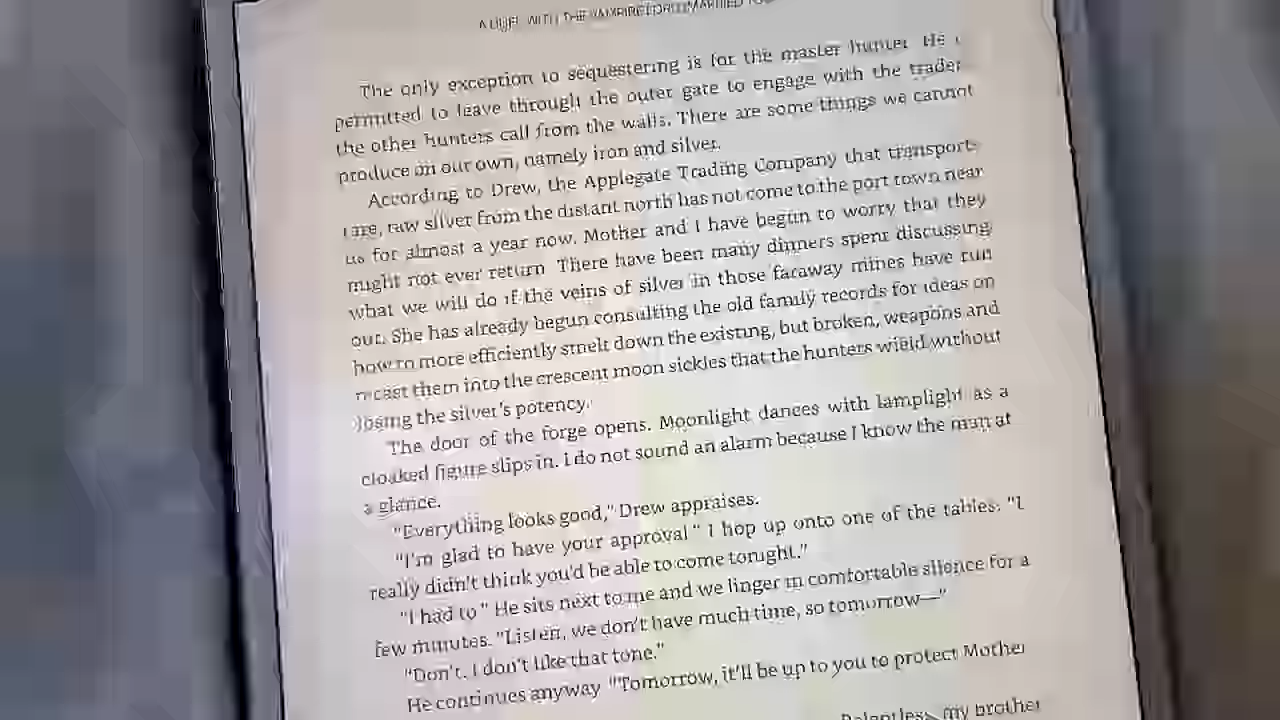 A DUEL WITH THE VAMPIRE LORD (MARRIED TO
The only exception to sequestering is for the master hunter. He
permitted to leave through the outer gate to engage with the trader
the other hunters call from the walls. There are some things we cannot
produce on our own, namely iron and silver.
According to Drew, the Applegate Trading Company that transports
rare, raw silver from the distant north has not come to the port town near
us for almost a year now. Mother and I have begun to worry that they
might not ever return. There have been many dinners spent discussing
what we will do if the veins of silver in those faraway mines have run
out. She has already begun consulting the old family records for ideas on
how to more efficiently smelt down the existing, but broken, weapons and
recast them into the crescent moon sickles that the hunters wield without
losing the silver's potency.
The door of the forge opens. Moonlight dances with lamplight as a
cloaked figure slips in. I do not sound an alarm because I know the man at
a glance.
"Everything looks good," Drew appraises.
"I'm glad to have your approval." I hop up onto one of the tables. "I
really didn't think you'd be able to come tonight."
"I had to." He sits next to me and we linger in comfortable silence for a
few minutes. "Listen, we don't have much time, so tomorrow—"
"Don't. I don't like that tone."
He continues anyway. "Tomorrow, it'll be up to you to protect Mother
my brother